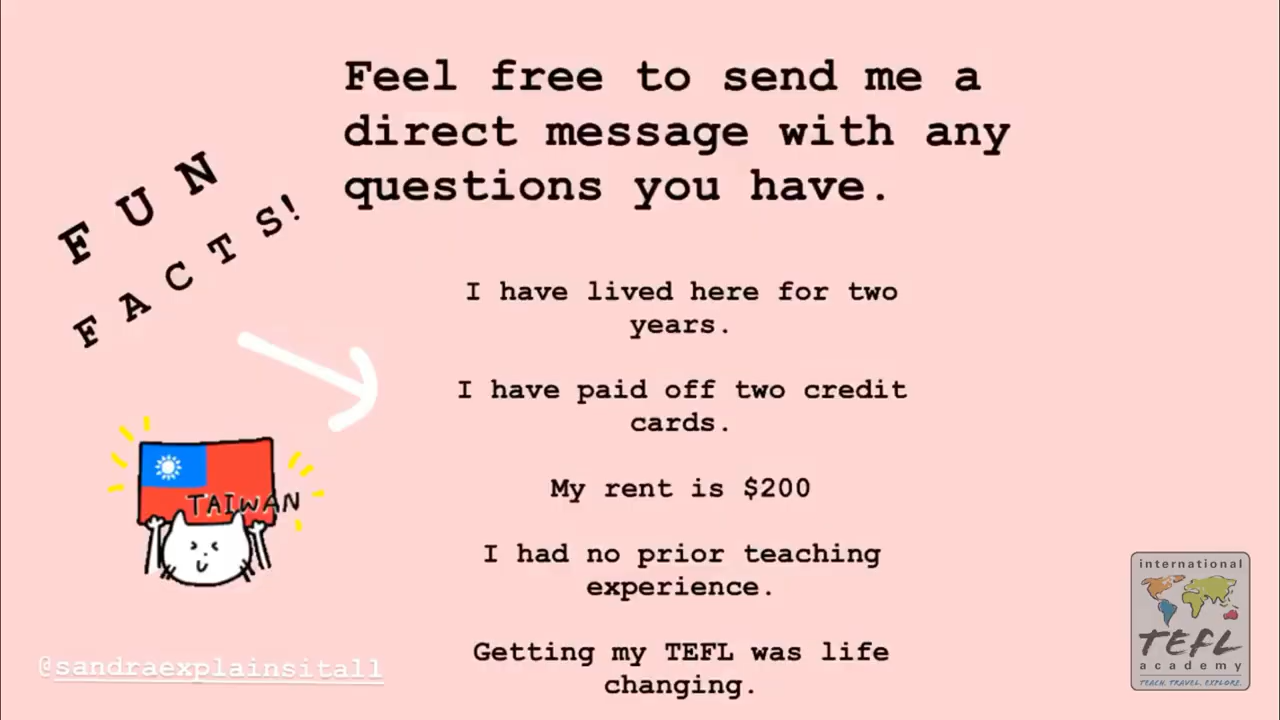 Feel free to send me a
direct message with any
questions you have.
FUN
FACTS!
I have lived here for two
years.
I have paid off two credit
cards.
My rent is $200
I had no prior teaching
experience.
Getting my TEFL was life
changing.
TAIWAN
@sandraexplainsitall
international
TEFL
academy
TEACH. TRAVEL. EXPLORE.